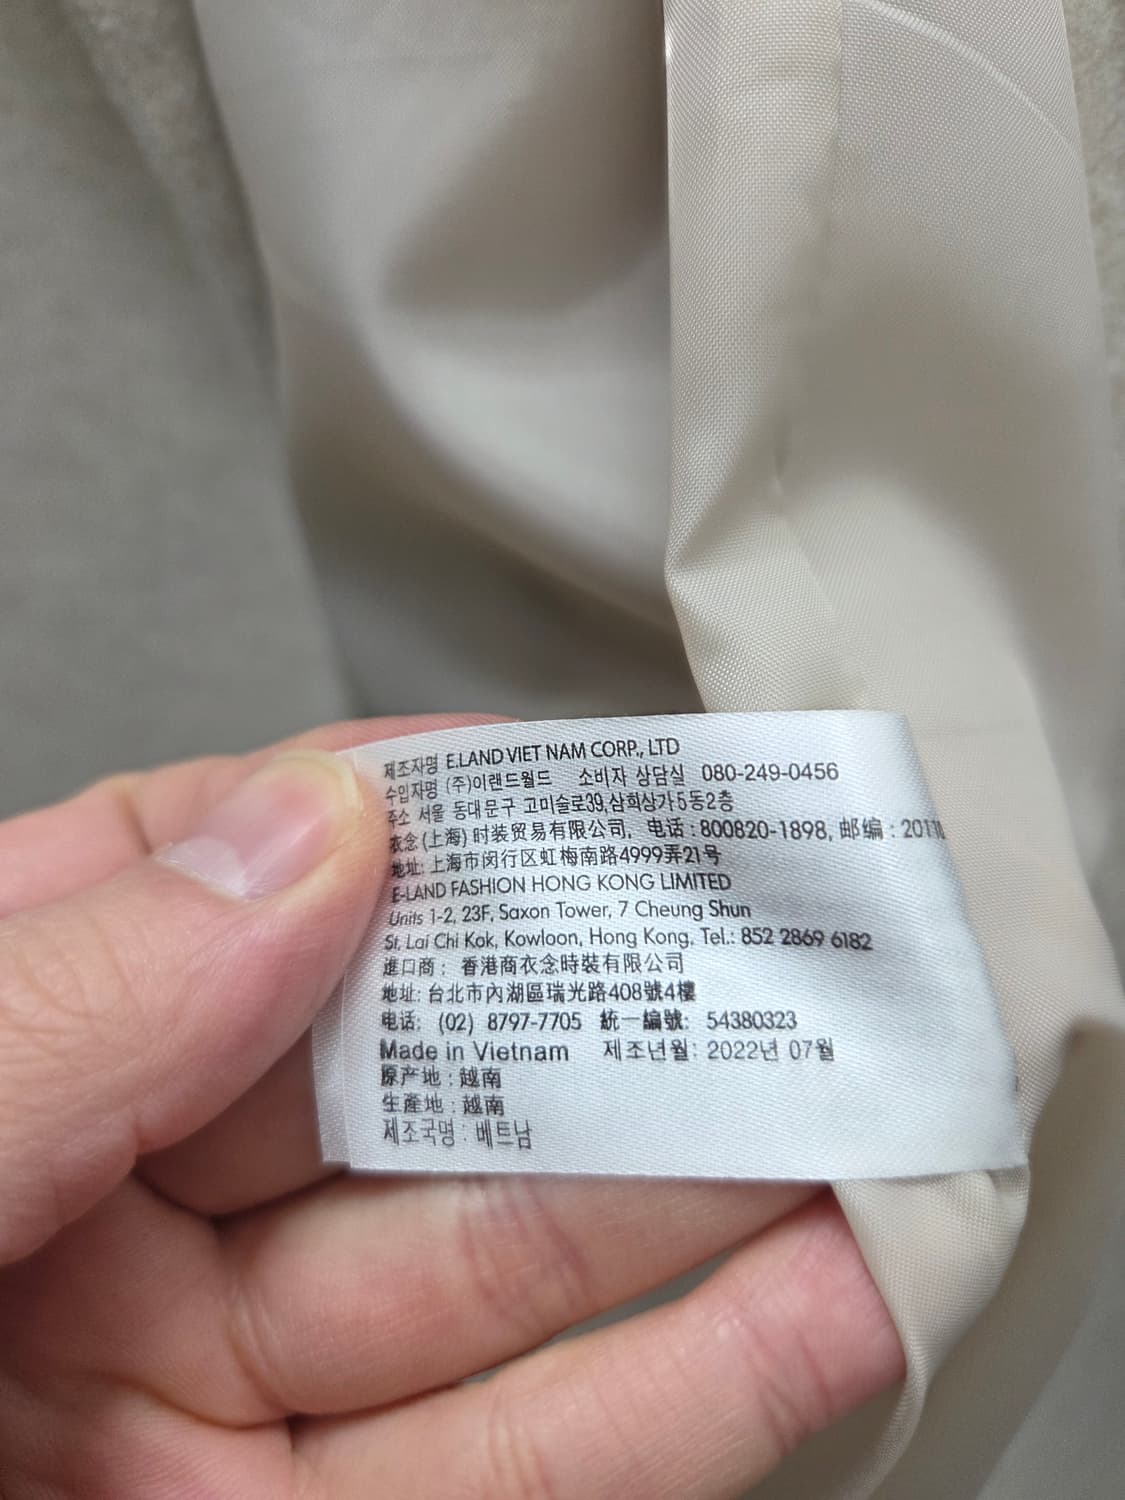 제조자명 E.LAND VIET NAM CORP., LTD
수입자명 (주)이랜드월드 소비자 상담실 080-249-0456
주소 서울 동대문구 고미술로39,삼희상가5동2층
衣念(上海)时装贸易有限公司, 电话:800820-1898, 邮编:
地址: 上海市闵行区虹梅南路4999弄21号
E-LAND FASHION HONG KONG LIMITED
Units 1-2, 23F, Saxon Tower, 7 Cheung Shun
St, Lai Chi Kok, Kowloon, Hong Kong, Tel.: 852 2869 6182
進口商: 香港商衣念時裝有限公司
地址: 台北市內湖區瑞光路408號4樓
电话: (02) 8797-7705 統一編號: 54380323
Made in Vietnam 제조년월: 2022년 07월
原产地:越南
生產地:越南
제조국명: 베트남